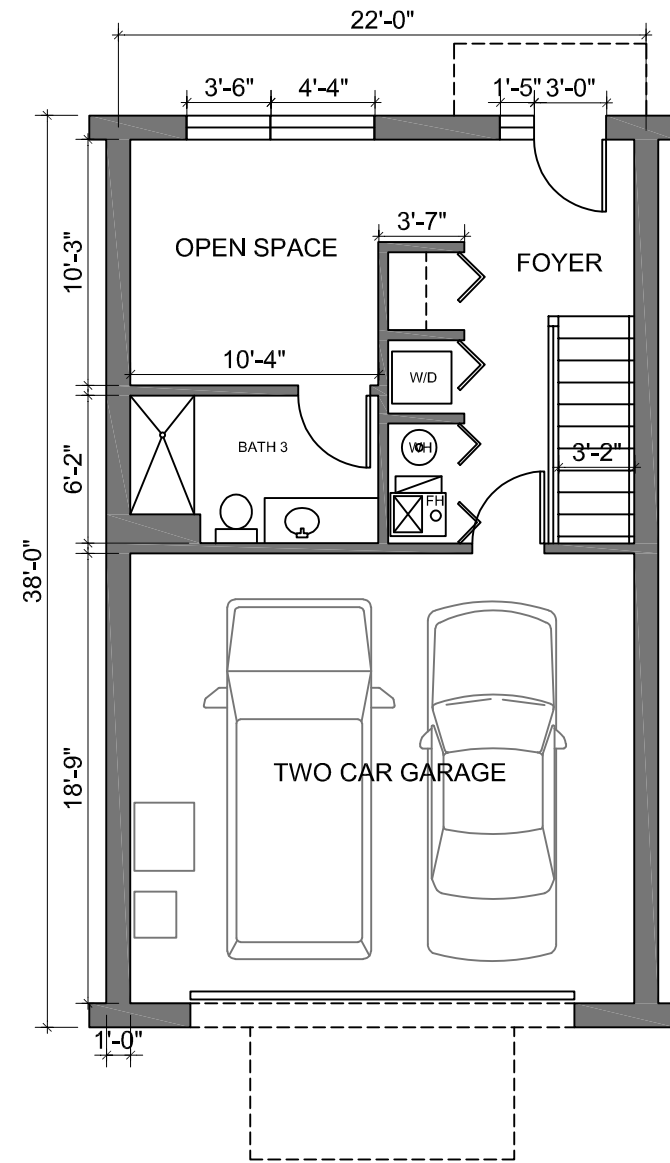 22'-0"
3'-6"
4'-4"
1'-5"
3'-0"
3'-7"
OPEN SPACE
FOYER
10'-3"
10'-4"
W/D
BATH 3
WH
3'-2"
6'-2"
FH
38'-0"
TWO CAR GARAGE
18'-9"
1'-0"